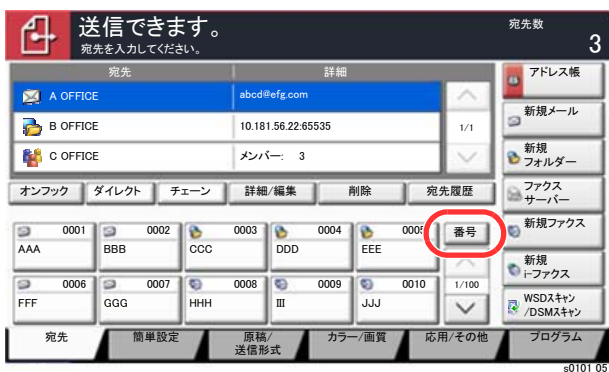 送信できます。
宛先を入力してください。
宛先数
3
宛先 詳細
A OFFICE abcd@efg.com
B OFFICE 10.181.56.22:65535 1/1
C OFFICE メンバー: 3
オンフック ダイレクト チェーン 詳細/編集 削除 宛先履歴
0001 0002 0003 0004 0005
AAA BBB CCC DDD EEE
番号
0006 0007 0008 0009 0010
FFF GGG HHH III JJJ
1/100
アドレス帳
新規メール
新規
フォルダー
ファクス
サーバー
新規ファクス
新規
i-ファクス
WSDスキャン
/DSMスキャン
宛先 簡単設定 原稿/
送信形式 カラー/画質 応用/その他 プログラム
s0101 05